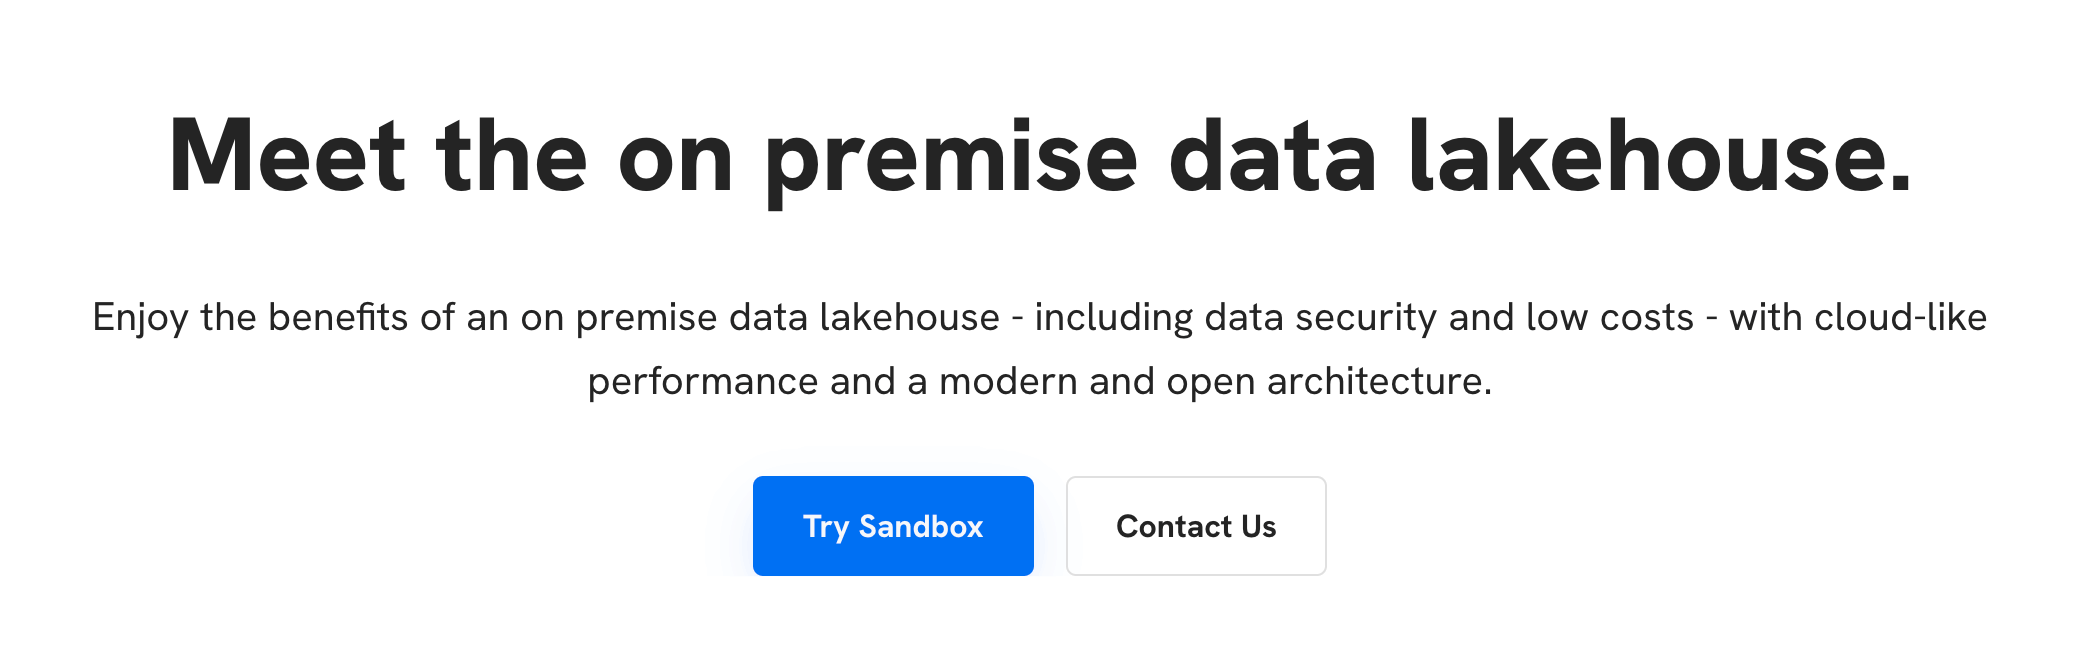 Meet the on premise data lakehouse.
Enjoy the benefits of an on premise data lakehouse - including data security and low costs - with cloud-like
performance and a modern and open architecture.
Try Sandbox
Contact Us